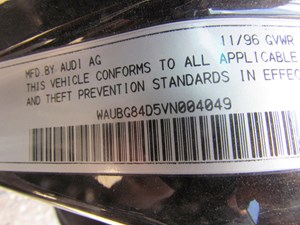 11/96 GVWR
MFD.BY AUDI AG
THIS VEHICLE CONFORMS TO ALL APPLICABLE
AND THEFT PREVENTION STANDARDS IN EFFEC
WAUBG84D5VN004049